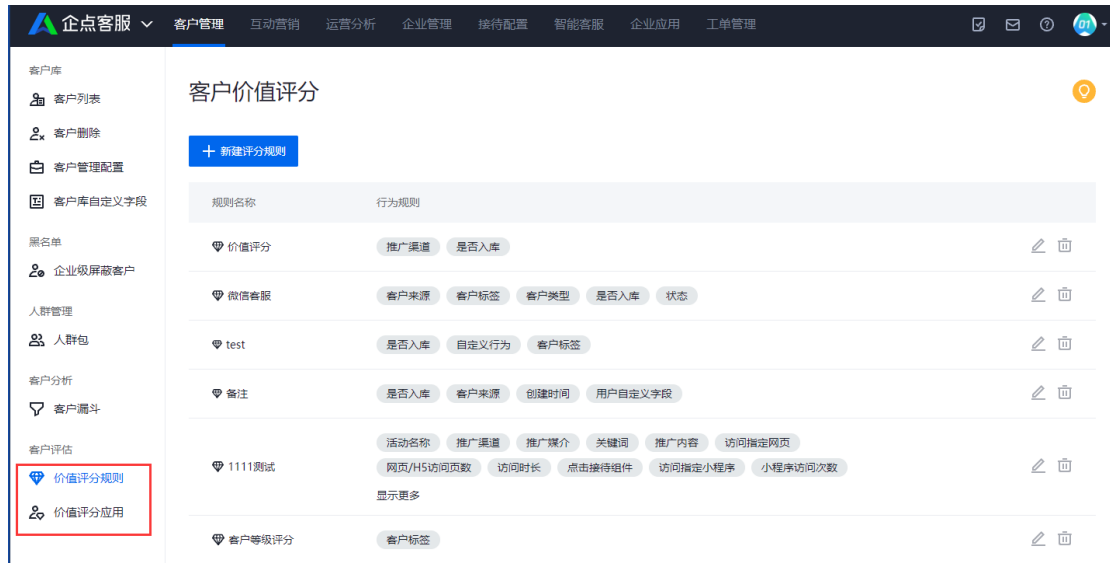 企点客服 客户管理 互动营销 运营分析 企业管理 接待配置 智能客服 企业应用 工单管理 01
客户库
客户列表
客户删除
客户管理配置
客户库自定义字段
黑名单
企业级屏蔽客户
人群管理
人群包
客户分析
客户漏斗
客户评估
价值评分规则
价值评分应用
客户价值评分
新建评分规则
规则名称 行为规则
价值评分 推广渠道 是否入库
微信客服 客户来源 客户标签 客户类型 是否入库 状态
test 是否入库 自定义行为 客户标签
备注 是否入库 客户来源 创建时间 用户自定义字段
活动名称 推广渠道 推广媒介 关键词 推广内容 访问指定网页
1111测试 网页/H5访问页数 访问时长 点击接待组件 访问指定小程序 小程序访问次数
显示更多
客户等级评分 客户标签